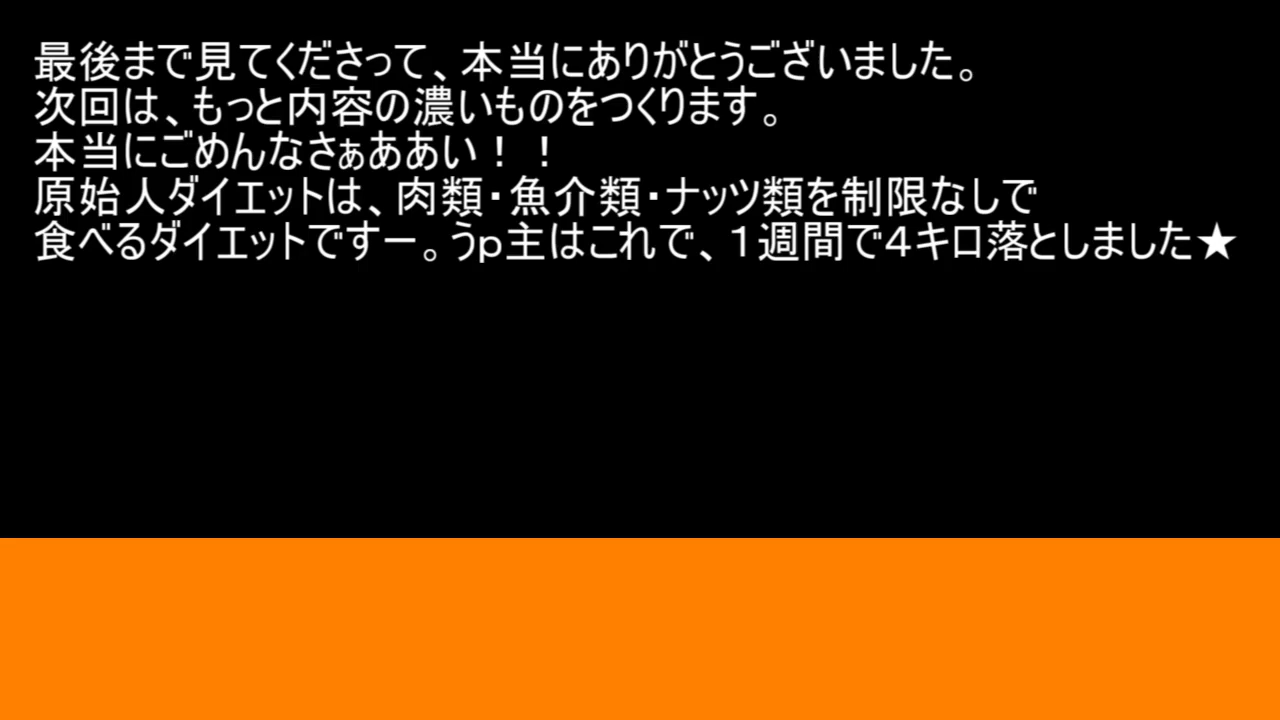 最後まで見てくださって、本当にありがとうございました。
次回は、もっと内容の濃いものをつくります。
本当にごめんなさぁああい！！
原始人ダイエットは、肉類・魚介類・ナッツ類を制限なしで
食べるダイエットですー。うｐ主はこれで、１週間で４キロ落としました★